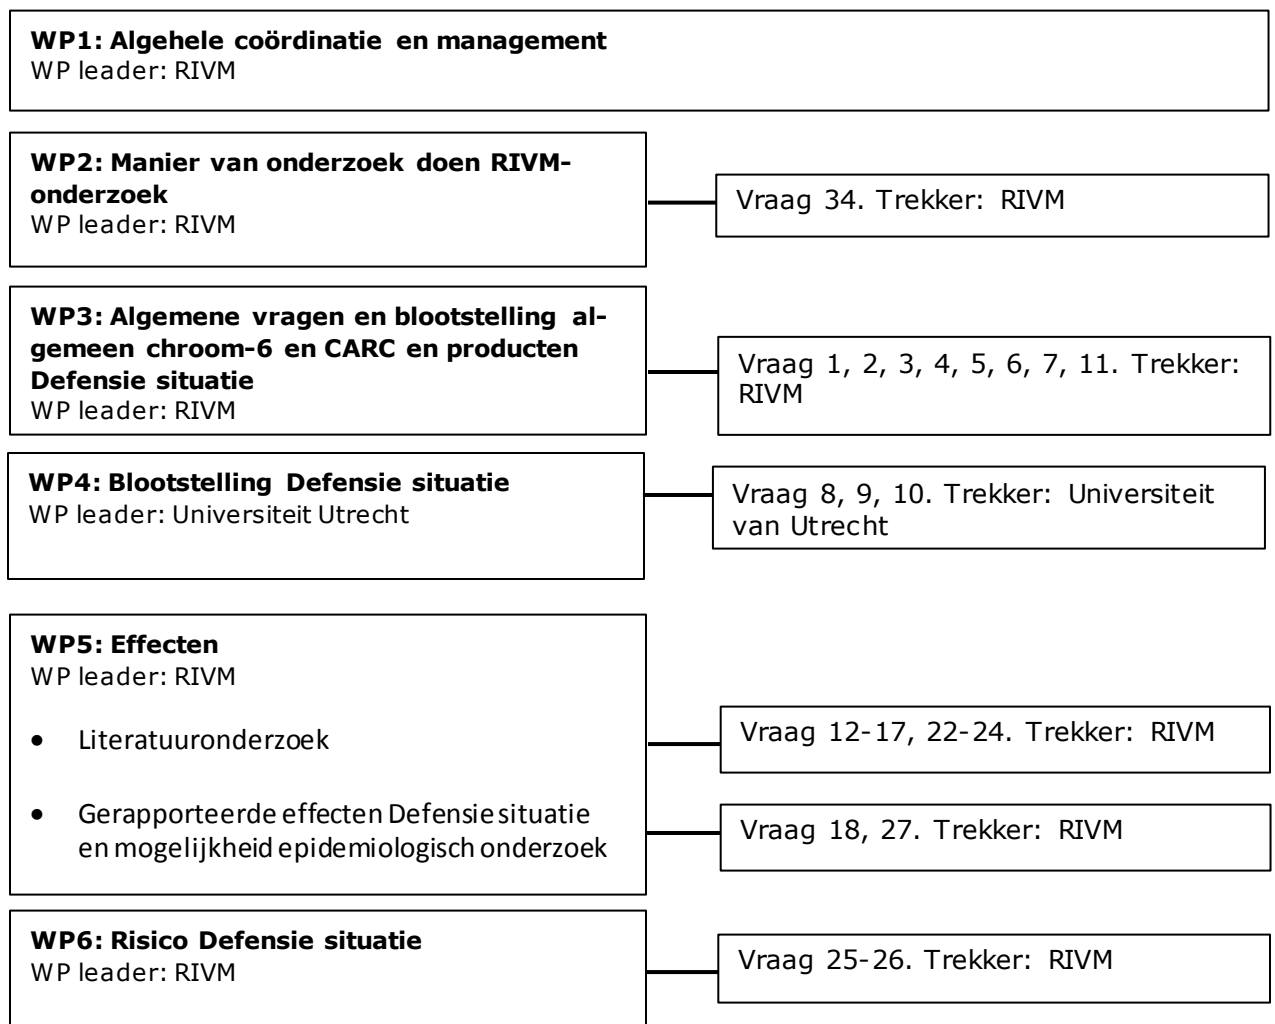 WP1: Algehele coördinatie en management
WP leader: RIVM
WP2: Manier van onderzoek doen RIVM-
onderzoek
WP leader: RIVM
Vraag 34. Trekker: RIVM
WP3: Algemene vragen en blootstelling al-
gemeen chroom-6 en CARC en producten
Defensie situatie
WP leader: RIVM
Vraag 1, 2, 3, 4, 5, 6, 7, 11. Trekker:
RIVM
WP4: Blootstelling Defensie situatie
WP leader: Universiteit Utrecht
Vraag 8, 9, 10. Trekker: Universiteit
van Utrecht
WP5: Effecten
WP leader: RIVM
• Literatuuronderzoek
Vraag 12-17, 22-24. Trekker: RIVM
• Gerapporteerde effecten Defensie situatie
en mogelijkheid epidemiologisch onderzoek
Vraag 18, 27. Trekker: RIVM
WP6: Risico Defensie situatie
WP leader: RIVM
Vraag 25-26. Trekker: RIVM